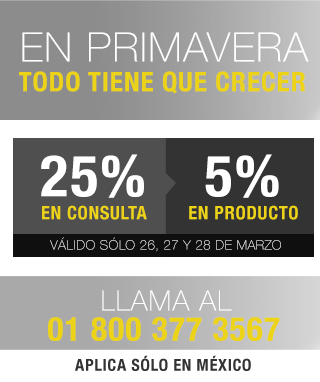 EN PRIMAVERA
TODO TIENE QUE CRECER
25% 5%
EN CONSULTA EN PRODUCTO
VÁLIDO SÓLO 26, 27 Y 28 DE MARZO
LLAMA AL
01 800 377 3567
APLICA SÓLO EN MÉXICO